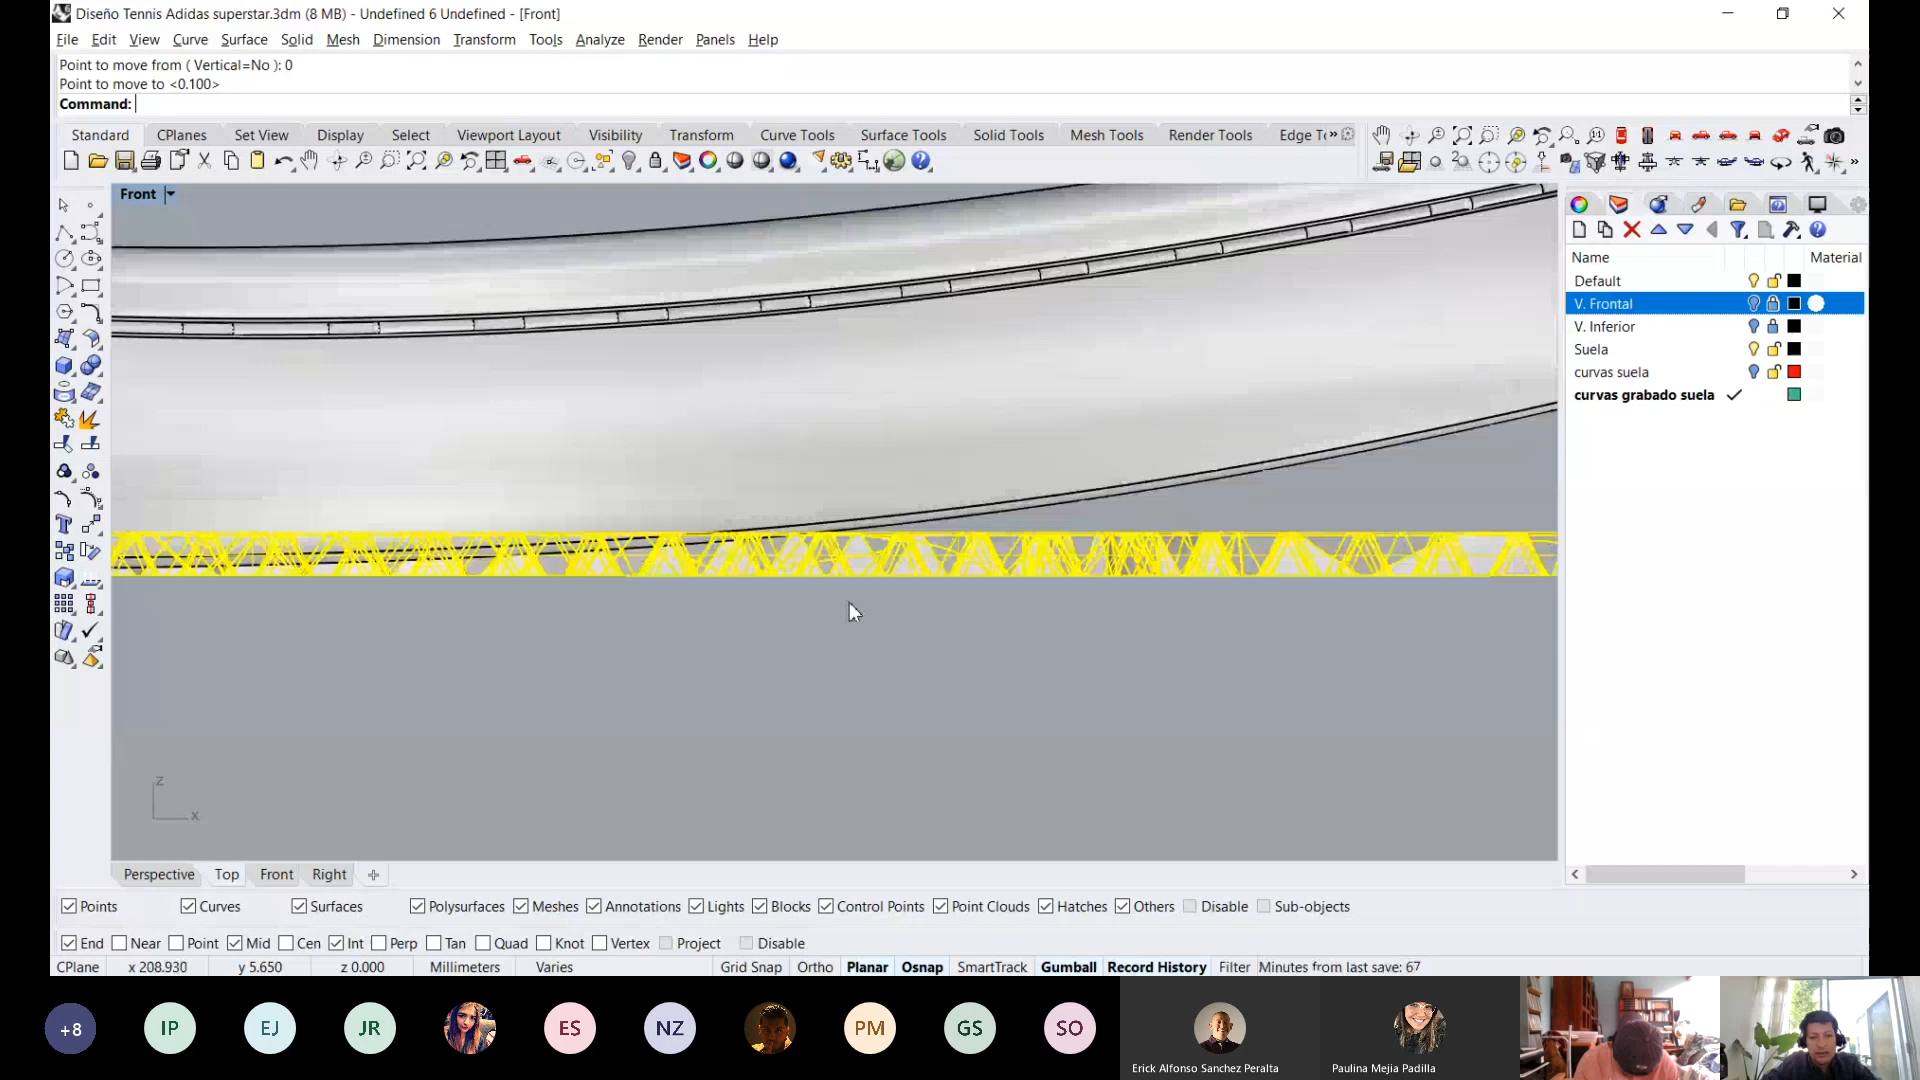 Diseño Tennis Adidas superstar.3dm (8 MB) - Undefined 6 Undefined - [Front]
File Edit View Curve Surface Solid Mesh Dimension Transform Tools Analyze Render Panels Help
Point to move from ( Vertical=No ): 0
Point to move to <0.100>
Command:
Standard CPlanes Set View Display Select Viewport Layout Visibility Transform Curve Tools Surface Tools Solid Tools Mesh Tools Render Tools Edge To »
Front
Name Material
Default
V. Frontal
V. Inferior
Suela
curvas suela
curvas grabado suela
z
x
Perspective Top Front Right
Points Curves Surfaces Polysurfaces Meshes Annotations Lights Blocks Control Points Point Clouds Hatches Others Disable Sub-objects
End Near Point Mid Cen Int Perp Tan Quad Knot Vertex Project Disable
CPlane x 208.930 y 5.650 z 0.000 Millimeters Varies Grid Snap Ortho Planar Osnap SmartTrack Gumball Record History Filter Minutes from last save: 67
+8 IP EJ JR ES NZ PM GS SO
Erick Alfonso Sanchez Peralta Paulina Mejia Padilla